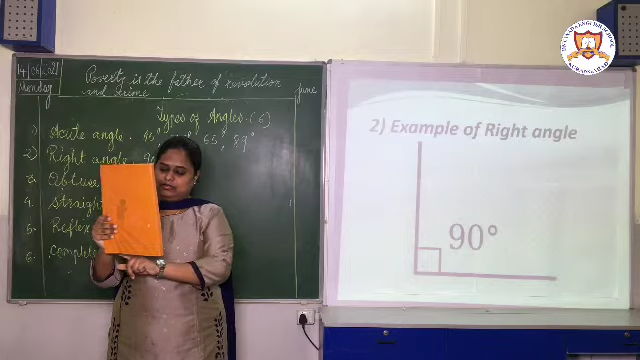 14 06 2021
Monday
Poverty is the father of revolution
and crime
june
Types of Angles. (6)
1) Acute angle : 45° 65°, 89°
2) Right angle : 90
3. Obtuse
4. straight
5. Reflex
6. Complete
2) Example of Right angle
90°